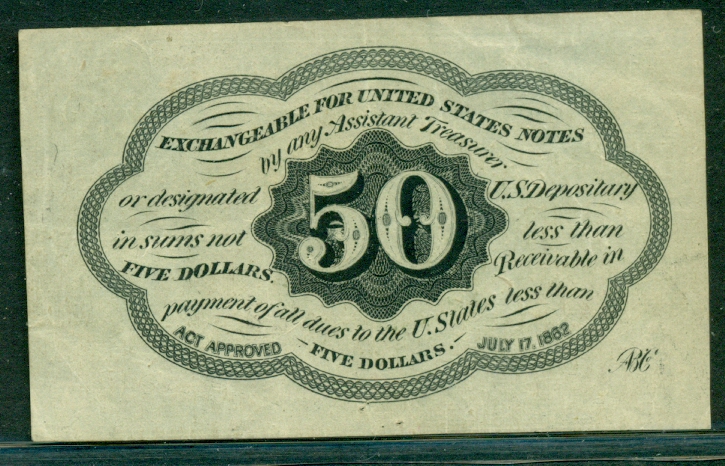 EXCHANGEABLE FOR UNITED STATES NOTES
by any Assistant Treasurer
or designated U.S. Depositary
in sums not less than
FIVE DOLLARS. Receivable in
payment of all dues to the U. States less than
FIVE DOLLARS.
ACT APPROVED JULY 17, 1862
50
ABCo